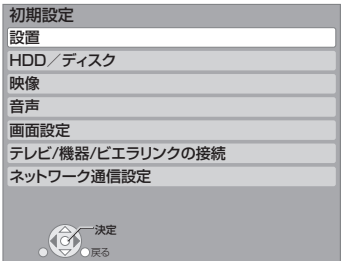 初期設定
設置
HDD／ディスク
映像
音声
画面設定
テレビ/機器/ビエラリンクの接続
ネットワーク通信設定
決定
戻る